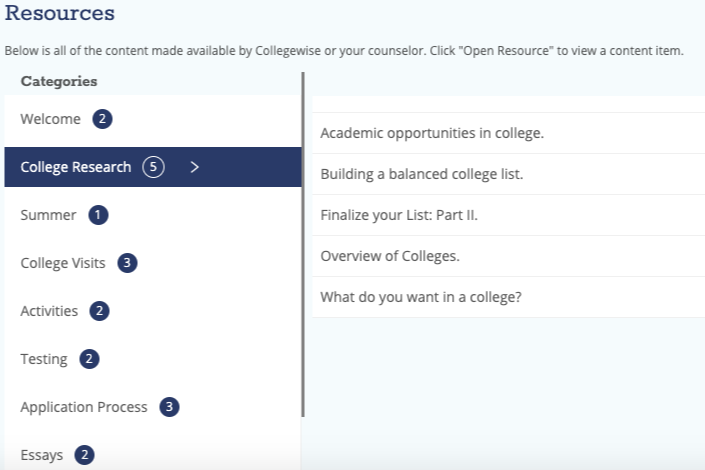 Resources
Below is all of the content made available by Collegewise or your counselor. Click "Open Resource" to view a content item.
Categories
Welcome 2
College Research 5 >
Summer 1
College Visits 3
Activities 2
Testing 2
Application Process 3
Essays 2
Academic opportunities in college.
Building a balanced college list.
Finalize your List: Part II.
Overview of Colleges.
What do you want in a college?